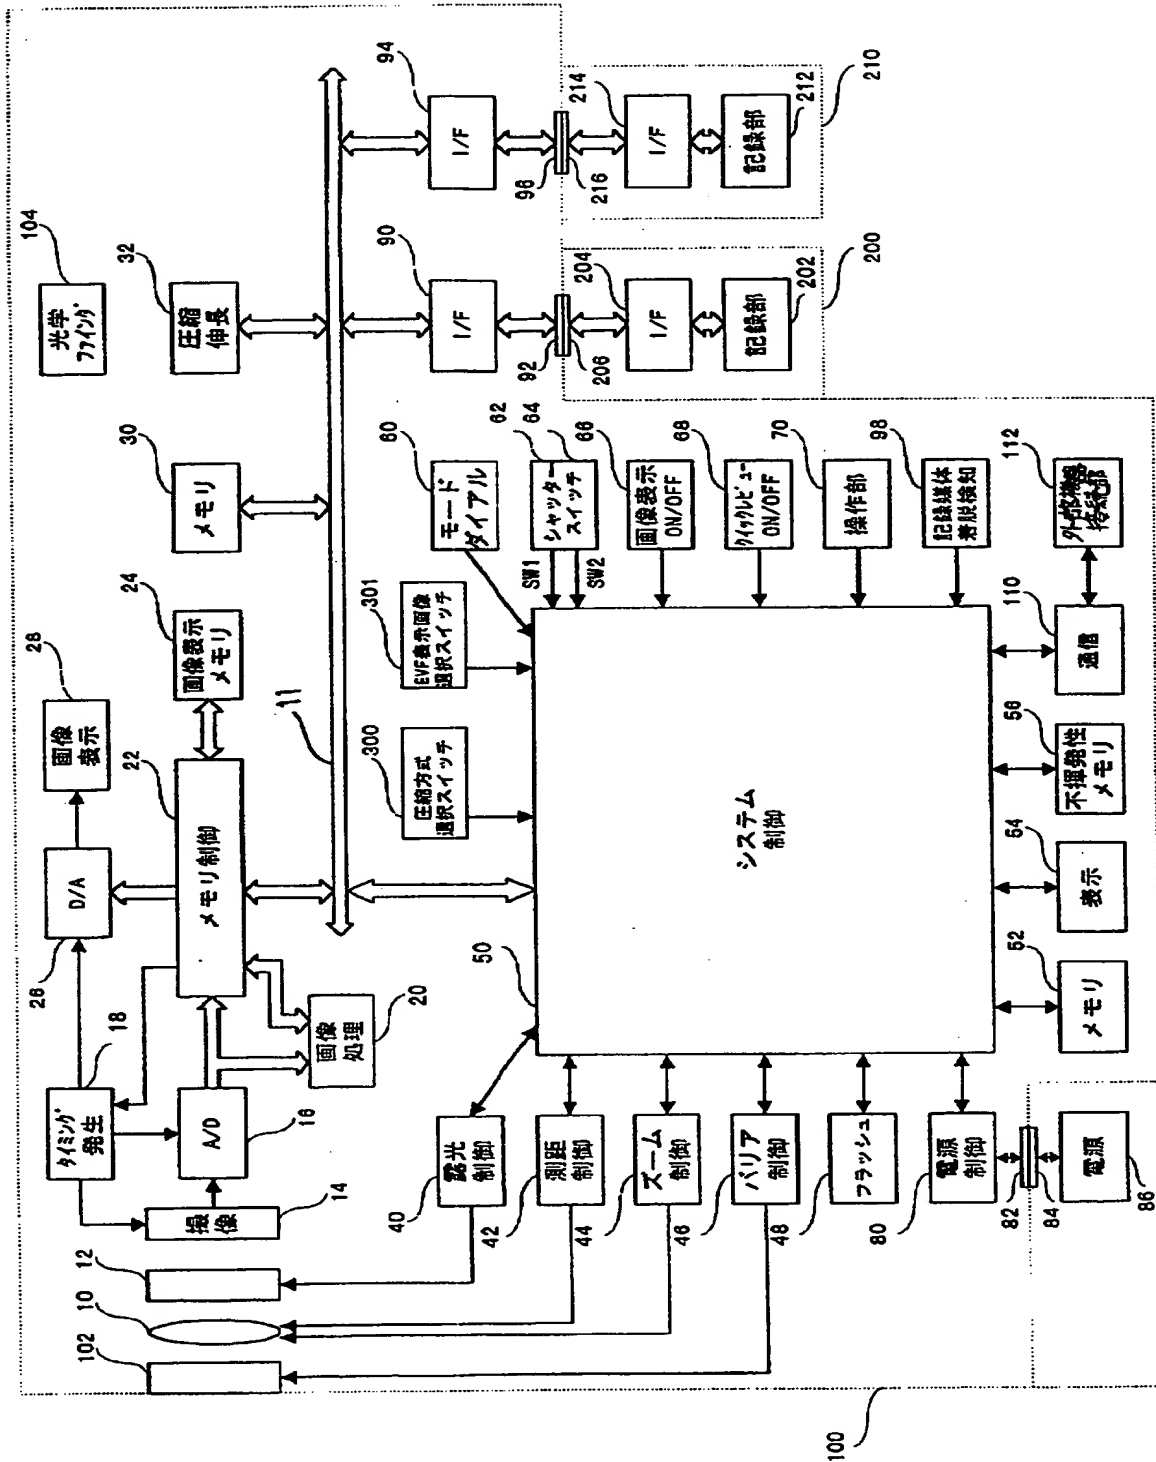 100
102
10
12
14
撮像
タイミング
発生
18
A/D
16
画像
処理
20
26
D/A
画像
表示
28
メモリ制御
22
画像表示
メモリ
24
メモリ
30
圧縮
伸長
32
光学
ファインダ
104
11
I/F
90
I/F
94
92
206
96
216
I/F
204
記録部
202
200
I/F
214
記録部
212
210
圧縮方式
選択スイッチ
300
EVF表示画像
選択スイッチ
301
モード
ダイアル
60
シャッター
スイッチ
62
64
SW1
SW2
画像表示
ON/OFF
66
クイックレビュー
ON/OFF
68
操作部
70
記録媒体
着脱検知
98
システム
制御
50
露光
制御
40
測距
制御
42
ズーム
制御
44
バリア
制御
46
フラッシュ
48
電源
制御
80
82
84
電源
86
メモリ
52
表示
54
不揮発性
メモリ
56
通信
110
外部機器
接続部
112